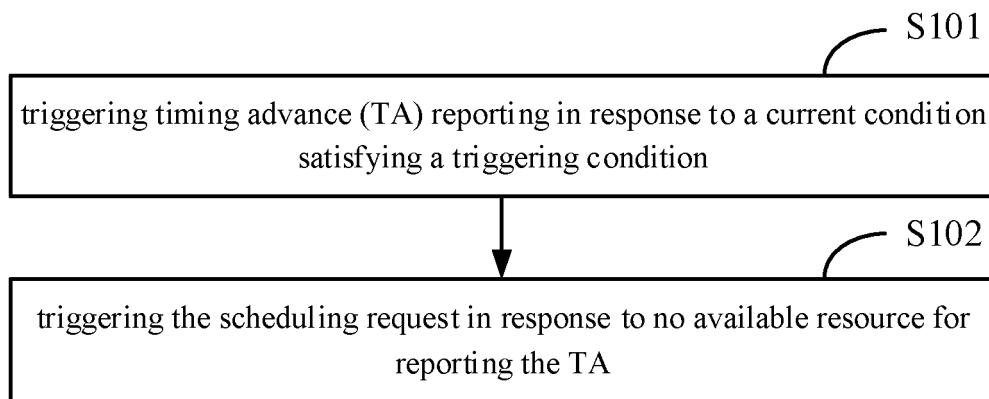 S101
triggering timing advance (TA) reporting in response to a current condition
satisfying a triggering condition
S102
triggering the scheduling request in response to no available resource for
reporting the TA